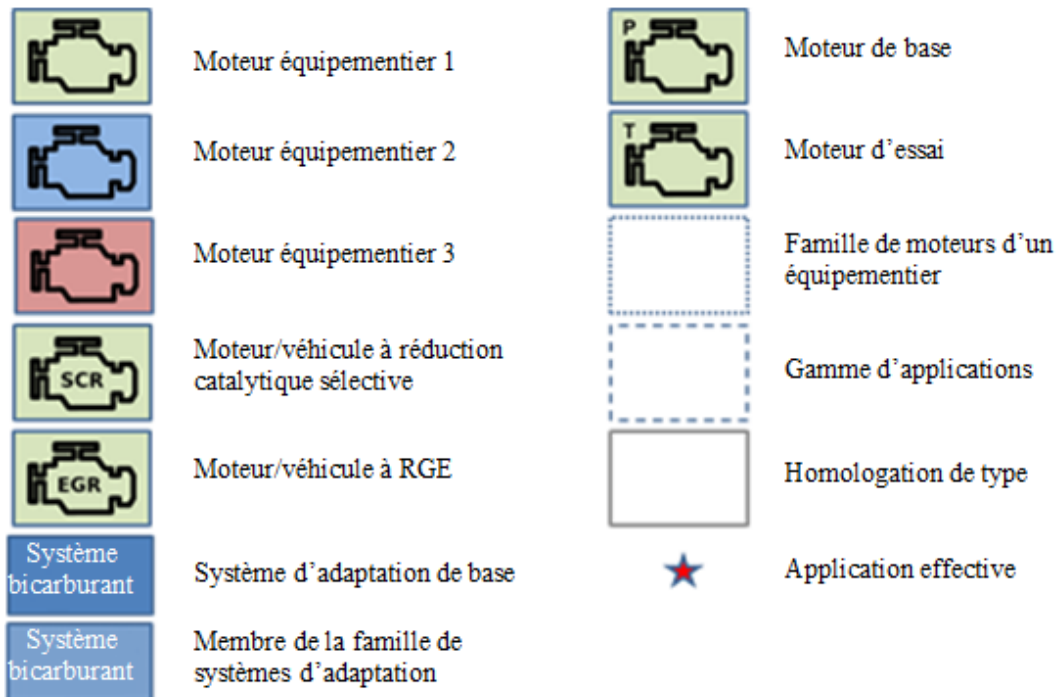 Moteur équipementier 1
Moteur équipementier 2
Moteur équipementier 3
SCR
Moteur/véhicule à réduction
catalytique sélective
EGR
Moteur/véhicule à RGE
Système
bicarburant
Système d'adaptation de base
Système
bicarburant
Membre de la famille de
systèmes d'adaptation
P
Moteur de base
T
Moteur d'essai
Famille de moteurs d'un
équipementier
Gamme d'applications
Homologation de type
Application effective